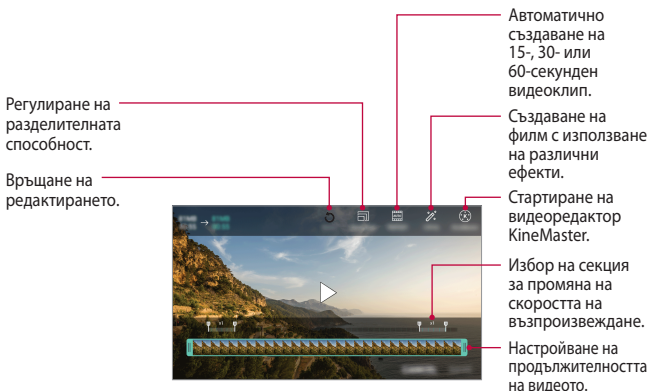 Автоматично
създаване на
15-, 30- или
60-секунден
видеоклип.
Регулиране на
разделителната
способност.
Създаване на
филм с използване
на различни
ефекти.
Връщане на
редактирането.
Стартиране на
видеоредактор
KineMaster.
Избор на секция
за промяна на
скоростта на
възпроизвеждане.
Настройване на
продължителността
на видеото.
x1
x1